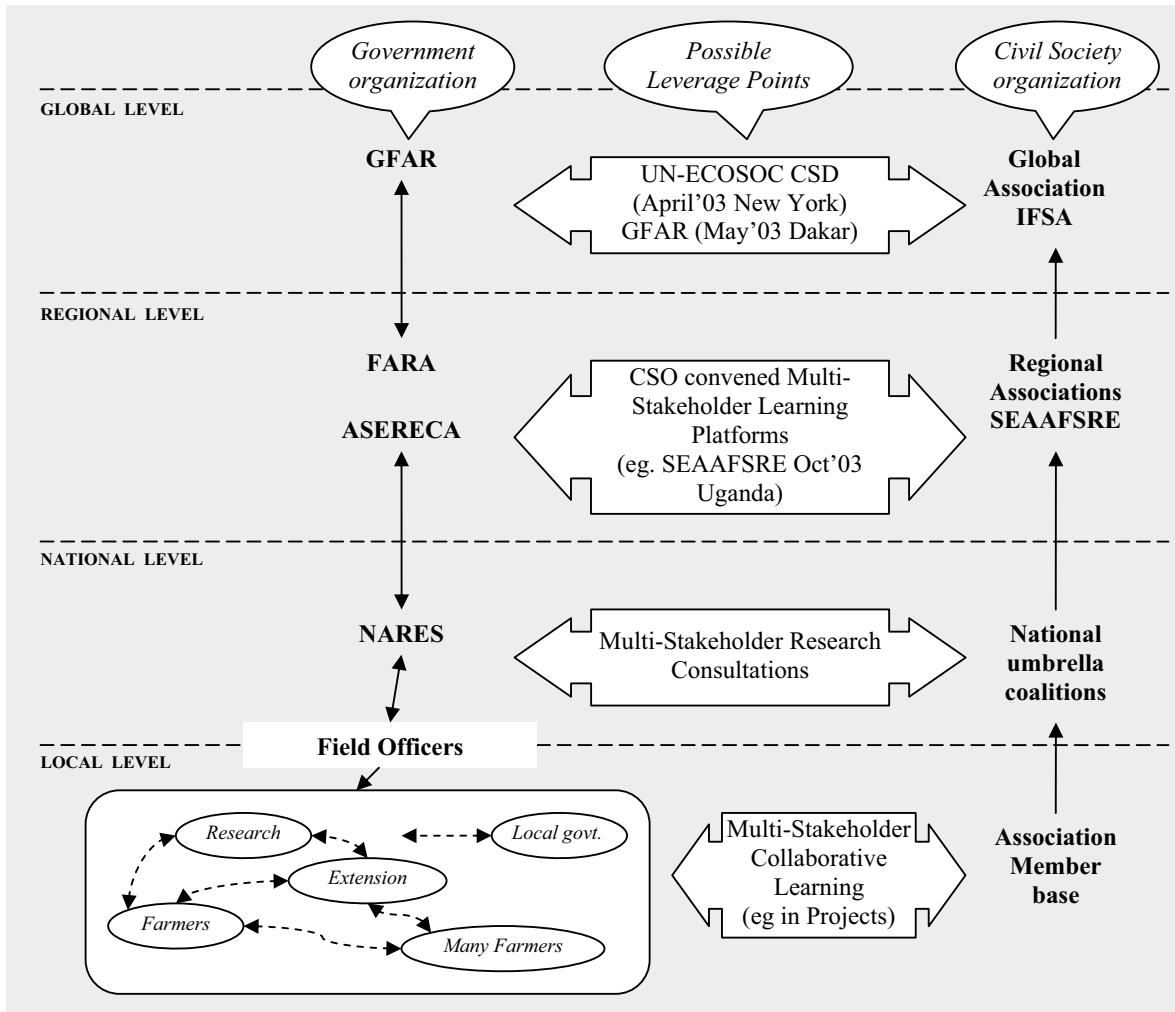 Government
organization
Possible
Leverage Points
Civil Society
organization
GLOBAL LEVEL
GFAR
UN-ECOSOC CSD
(April'03 New York)
GFAR (May'03 Dakar)
Global
Association
IFSA
REGIONAL LEVEL
FARA
ASERECA
CSO convened Multi-
Stakeholder Learning
Platforms
(eg. SEAAFSRE Oct'03
Uganda)
Regional
Associations
SEAAFSRE
NATIONAL LEVEL
NARES
Multi-Stakeholder Research
Consultations
National
umbrella
coalitions
Field Officers
LOCAL LEVEL
Research
Local govt.
Extension
Farmers
Many Farmers
Multi-Stakeholder
Collaborative
Learning
(eg in Projects)
Association
Member
base